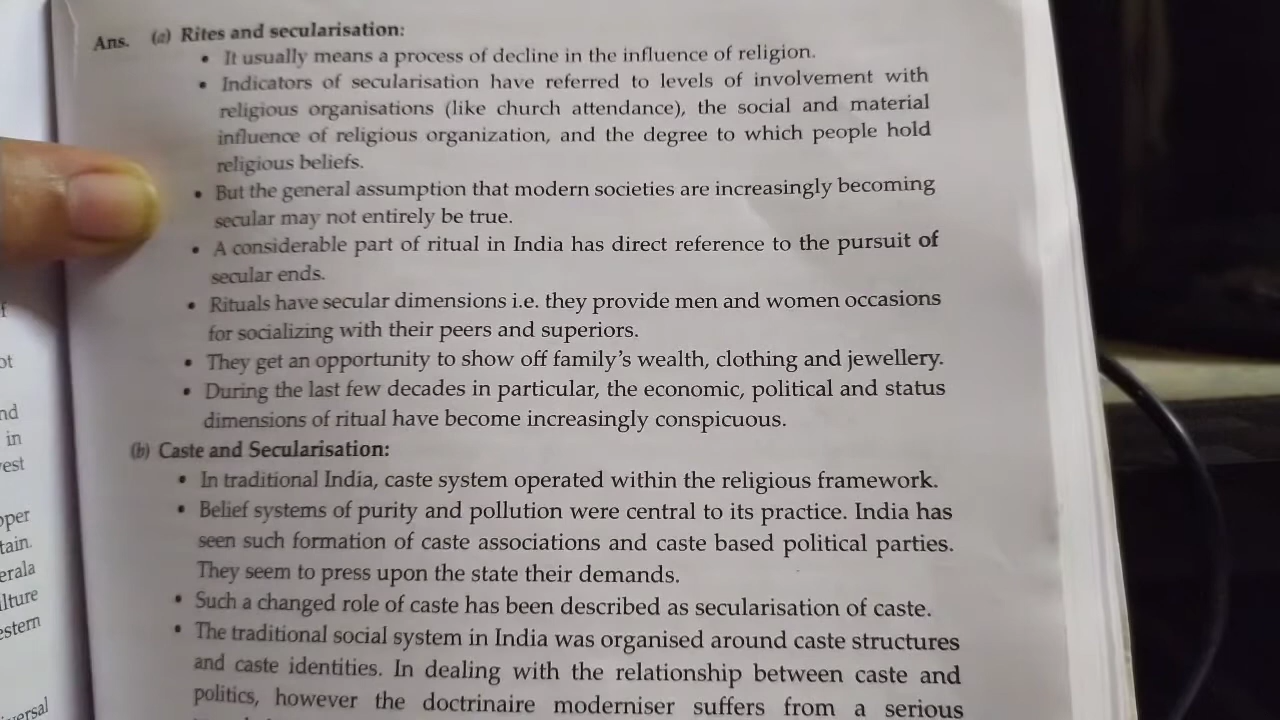 Ans. (a) Rites and secularisation:
• It usually means a process of decline in the influence of religion.
• Indicators of secularisation have referred to levels of involvement with
religious organisations (like church attendance), the social and material
influence of religious organization, and the degree to which people hold
religious beliefs.
• But the general assumption that modern societies are increasingly becoming
secular may not entirely be true.
• A considerable part of ritual in India has direct reference to the pursuit of
secular ends.
• Rituals have secular dimensions i.e. they provide men and women occasions
for socializing with their peers and superiors.
• They get an opportunity to show off family's wealth, clothing and jewellery.
• During the last few decades in particular, the economic, political and status
dimensions of ritual have become increasingly conspicuous.
(b) Caste and Secularisation:
• In traditional India, caste system operated within the religious framework.
• Belief systems of purity and pollution were central to its practice. India has
seen such formation of caste associations and caste based political parties.
They seem to press upon the state their demands.
• Such a changed role of caste has been described as secularisation of caste.
• The traditional social system in India was organised around caste structures
and caste identities. In dealing with the relationship between caste and
politics, however the doctrinaire moderniser suffers from a serious